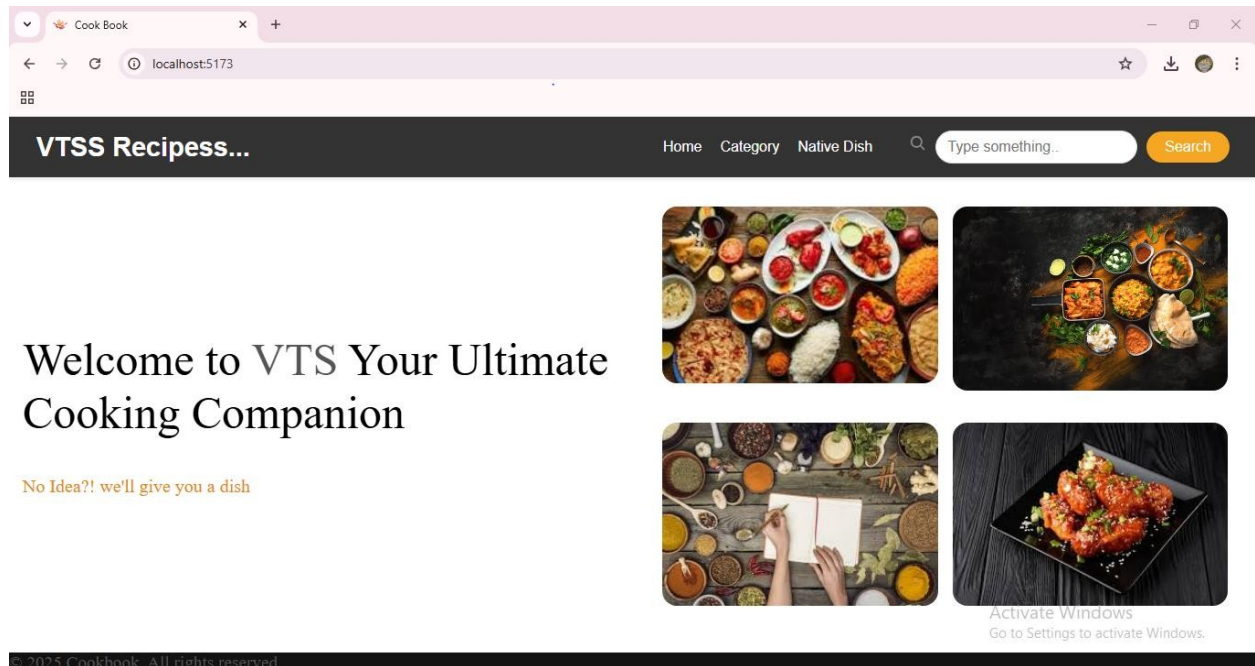 Cook Book
localhost:5173
VTSS Recipess...
Home Category Native Dish Type something.. Search
Welcome to VTS Your Ultimate
Cooking Companion
No Idea?! we'll give you a dish
Activate Windows
Go to Settings to activate Windows.
© 2025 Cookbook. All rights reserved